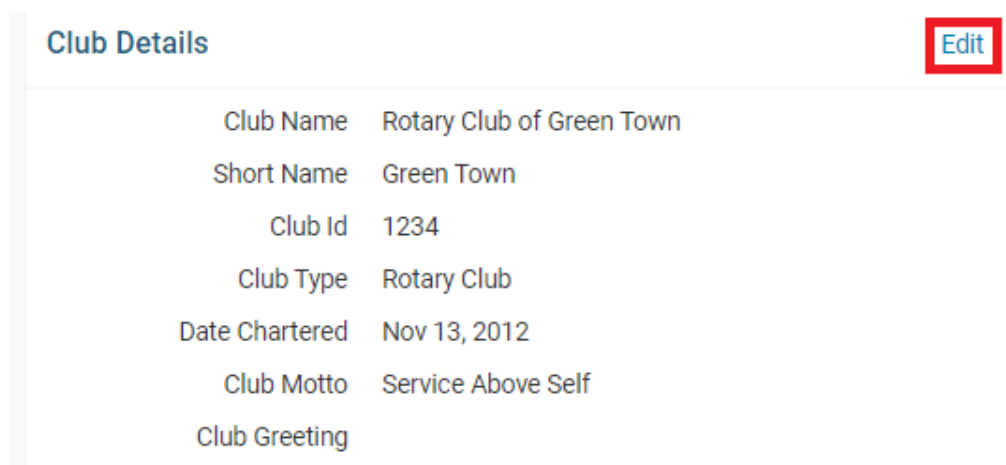 Club Details Edit
Club Name Rotary Club of Green Town
Short Name Green Town
Club Id 1234
Club Type Rotary Club
Date Chartered Nov 13, 2012
Club Motto Service Above Self
Club Greeting